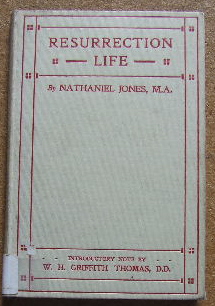 RESURRECTION
LIFE
By NATHANIEL JONES, M.A.
INTRODUCTORY NOTE BY
W. H. GRIFFITH THOMAS, D.D.